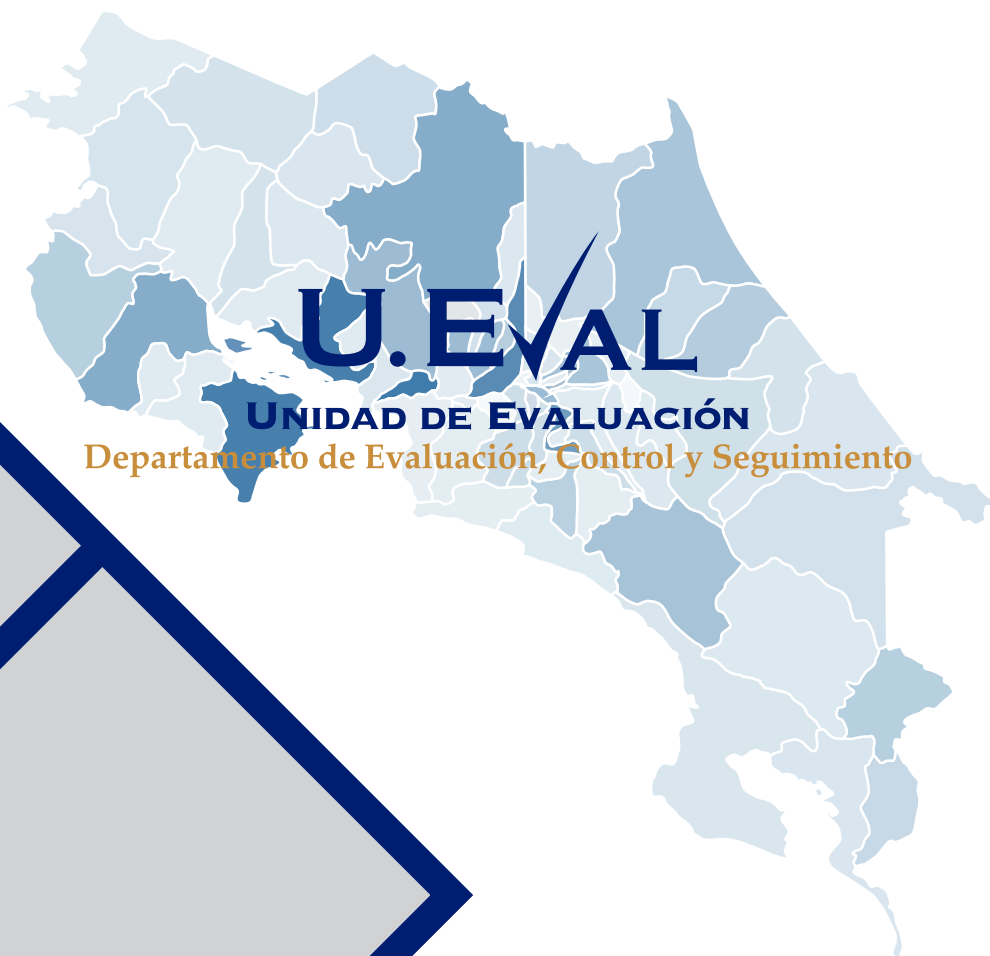 U.EVAL
UNIDAD DE EVALUACIÓN
Departamento de Evaluación, Control y Seguimiento